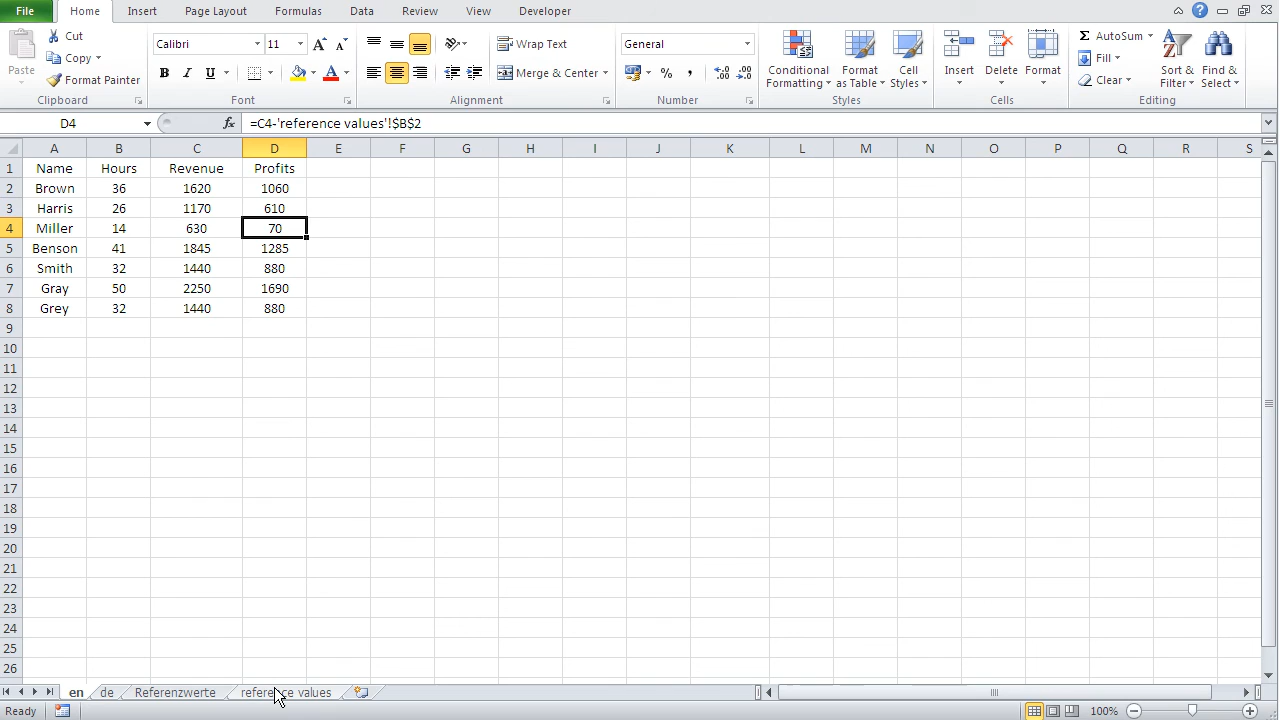 File Home Insert Page Layout Formulas Data Review View Developer
Paste Cut Calibri 11 Wrap Text General Conditional Formatting Format as Table Cell Styles Insert Delete Format AutoSum Sort & Filter Find & Select
Copy Fill
Format Painter B I U Merge & Center % , Clear
Clipboard Font Alignment Number Styles Cells Editing
D4 fx =C4-'reference values'!$B$2
A B C D E F G H I J K L M N O P Q R S
1 Name Hours Revenue Profits
2 Brown 36 1620 1060
3 Harris 26 1170 610
4 Miller 14 630 70
5 Benson 41 1845 1285
6 Smith 32 1440 880
7 Gray 50 2250 1690
8 Grey 32 1440 880
9
10
11
12
13
14
15
16
17
18
19
20
21
22
23
24
25
26
en de Referenzwerte reference values
Ready 100%